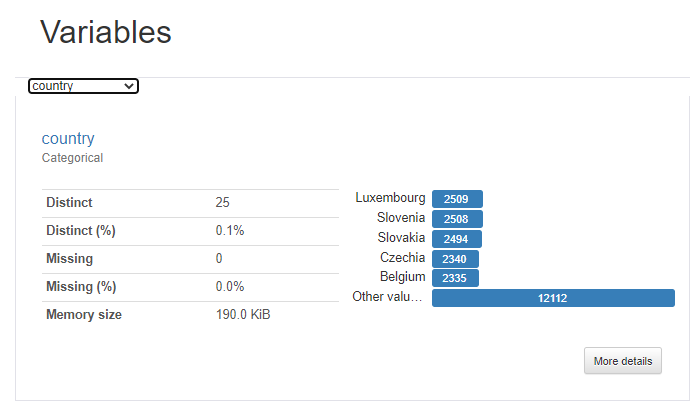 Variables
country
country
Categorical
Distinct 25
Distinct (%) 0.1%
Missing 0
Missing (%) 0.0%
Memory size 190.0 KiB
Luxembourg 2509
Slovenia 2508
Slovakia 2494
Czechia 2340
Belgium 2335
Other valu… 12112
More details